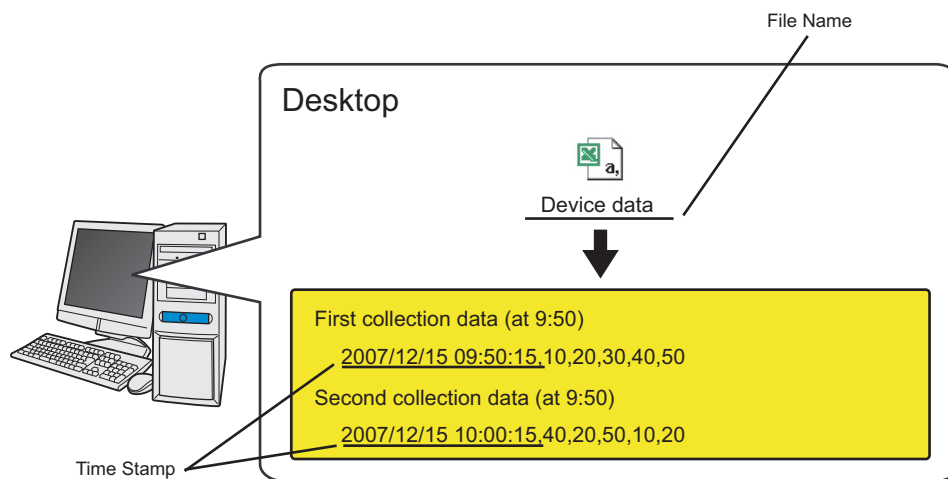 File Name
Desktop
a,
Device data
First collection data (at 9:50)
2007/12/15 09:50:15,10,20,30,40,50
Second collection data (at 9:50)
2007/12/15 10:00:15,40,20,50,10,20
Time Stamp